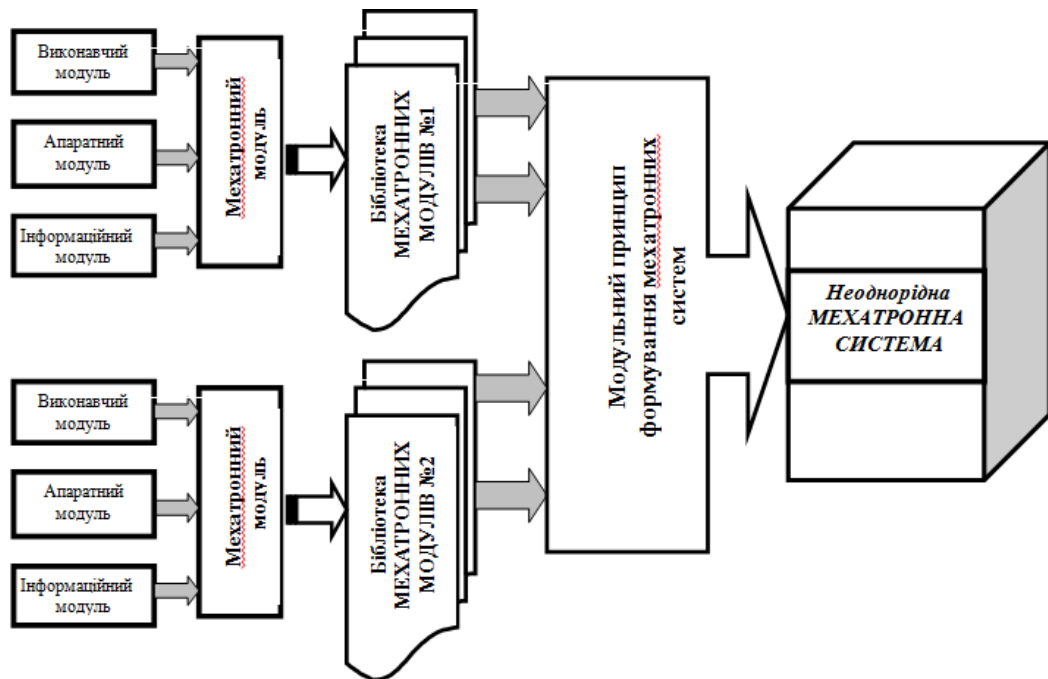 Виконавчий
модуль
Апаратний
модуль
Інформаційний
модуль
Мехатронний
модуль
Бібліотека
МЕХАТРОННИХ
МОДУЛІВ №1
Виконавчий
модуль
Апаратний
модуль
Інформаційний
модуль
Мехатронний
модуль
Бібліотека
МЕХАТРОННИХ
МОДУЛІВ №2
Модульний принцип
формування мехатронних
систем
Неоднорідна
МЕХАТРОННА
СИСТЕМА